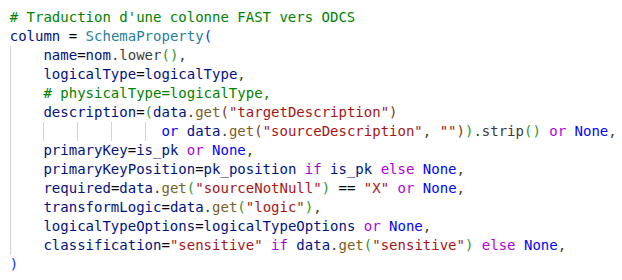 # Traduction d'une colonne FAST vers ODCS
column = SchemaProperty(
    name=nom.lower(),
    logicalType=logicalType,
    # physicalType=logicalType,
    description=(data.get("targetDescription")
                 or data.get("sourceDescription", "")).strip() or None,
    primaryKey=is_pk or None,
    primaryKeyPosition=pk_position if is_pk else None,
    required=data.get("sourceNotNull") == "X" or None,
    transformLogic=data.get("logic"),
    logicalTypeOptions=logicalTypeOptions or None,
    classification="sensitive" if data.get("sensitive") else None,
)